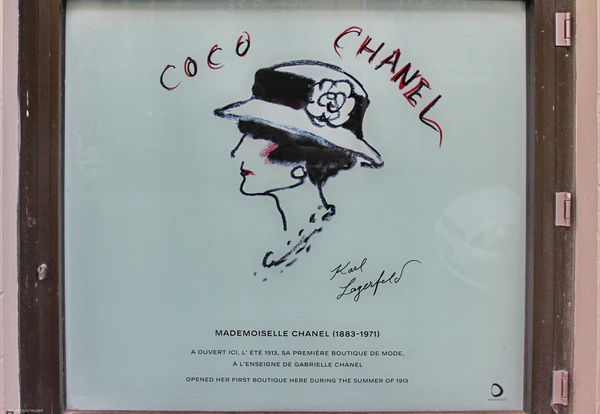 COCO CHANEL
Karl
Lagerfeld
MADEMOISELLE CHANEL (1883-1971)
A OUVERT ICI, L' ÉTÉ 1913, SA PREMIÈRE BOUTIQUE DE MODE,
À L'ENSEIGNE DE GABRIELLE CHANEL
OPENED HER FIRST BOUTIQUE HERE DURING THE SUMMER OF 1913